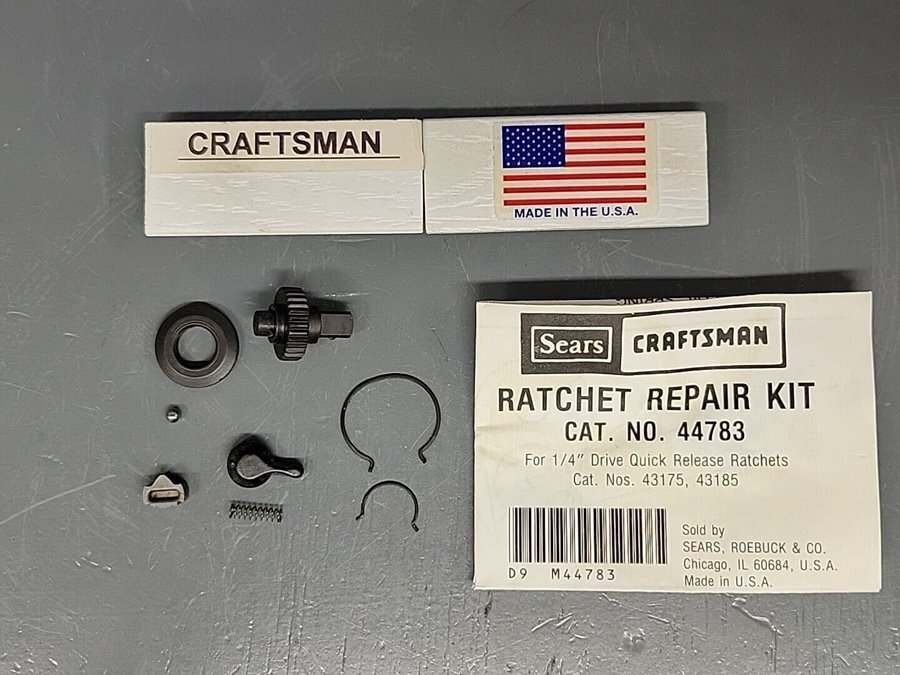 CRAFTSMAN
MADE IN THE U.S.A.
Sears CRAFTSMAN
RATCHET REPAIR KIT
CAT. NO. 44783
For 1/4" Drive Quick Release Ratchets
Cat. Nos. 43175, 43185
D9 M44783
Sold by
SEARS, ROEBUCK & CO.
Chicago, IL 60684, U.S.A.
Made in U.S.A.